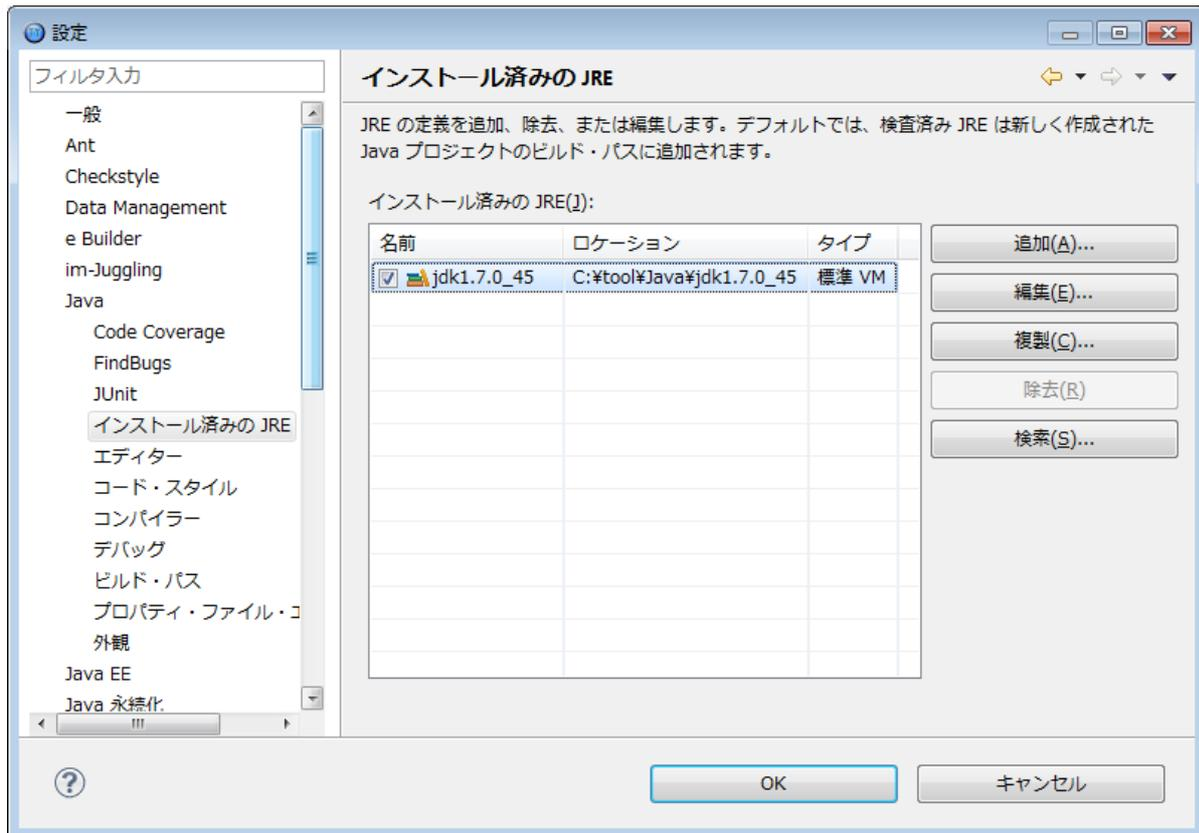 設定
フィルタ入力
一般
Ant
Checkstyle
Data Management
e Builder
im-Juggling
Java
Code Coverage
FindBugs
JUnit
インストール済みの JRE
エディター
コード・スタイル
コンパイラー
デバッグ
ビルド・パス
プロパティ・ファイル・エ
外観
Java EE
Java 永続化
インストール済みの JRE
JRE の定義を追加、除去、または編集します。デフォルトでは、検査済み JRE は新しく作成された
Java プロジェクトのビルド・パスに追加されます。
インストール済みの JRE(J):
名前 ロケーション タイプ
jdk1.7.0_45 C:¥tool¥Java¥jdk1.7.0_45 標準 VM
追加(A)...
編集(E)...
複製(C)...
除去(R)
検索(S)...
OK
キャンセル